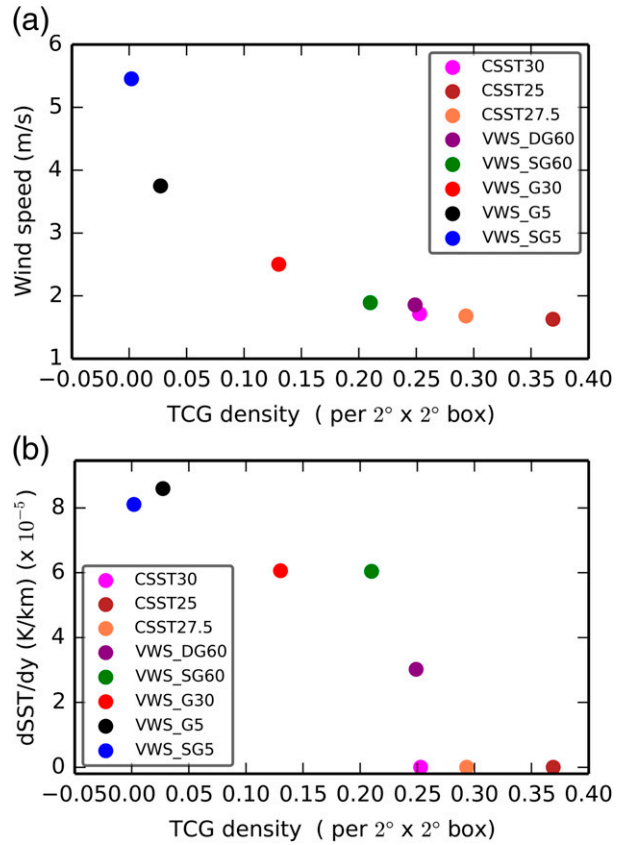 (a)
6
5
4
3
2
1
Wind speed (m/s)
CSST30
CSST25
CSST27.5
VWS_DG60
VWS_SG60
VWS_G30
VWS_G5
VWS_SG5
−0.05 0.00 0.05 0.10 0.15 0.20 0.25 0.30 0.35 0.40
TCG density ( per 2° x 2° box)
(b)
8
6
4
2
0
dSST/dy (K/km) (x 10⁻⁵)
CSST30
CSST25
CSST27.5
VWS_DG60
VWS_SG60
VWS_G30
VWS_G5
VWS_SG5
−0.05 0.00 0.05 0.10 0.15 0.20 0.25 0.30 0.35 0.40
TCG density ( per 2° x 2° box)